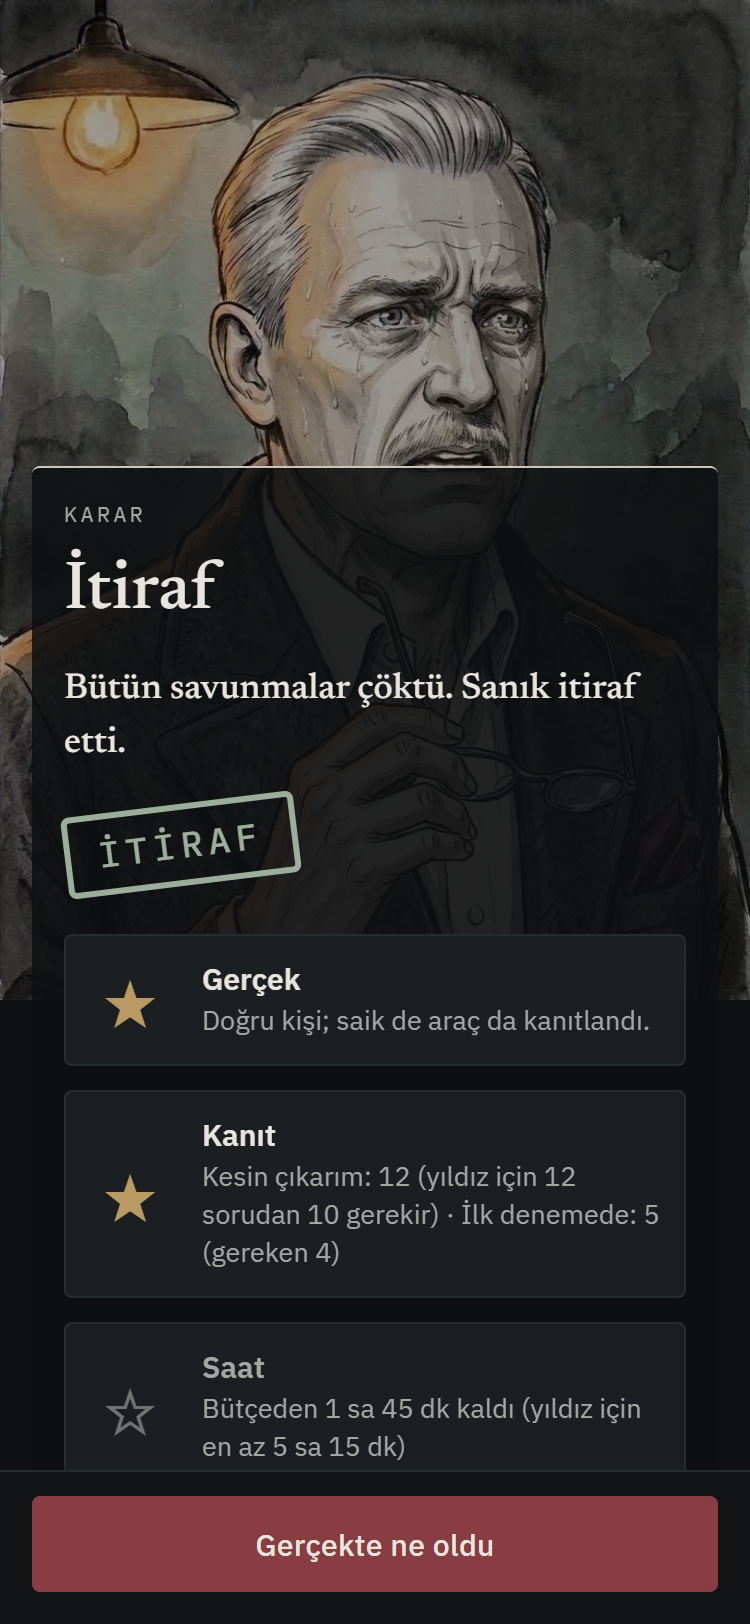 KARAR
İtiraf
Bütün savunmalar çöktü. Sanık itiraf
etti.
İTİRAF
Gerçek
Doğru kişi; saik de araç da kanıtlandı.
Kanıt
Kesin çıkarım: 12 (yıldız için 12
sorudan 10 gerekir) · İlk denemede: 5
(gereken 4)
Saat
Bütçeden 1 sa 45 dk kaldı (yıldız için
en az 5 sa 15 dk)
Gerçekte ne oldu